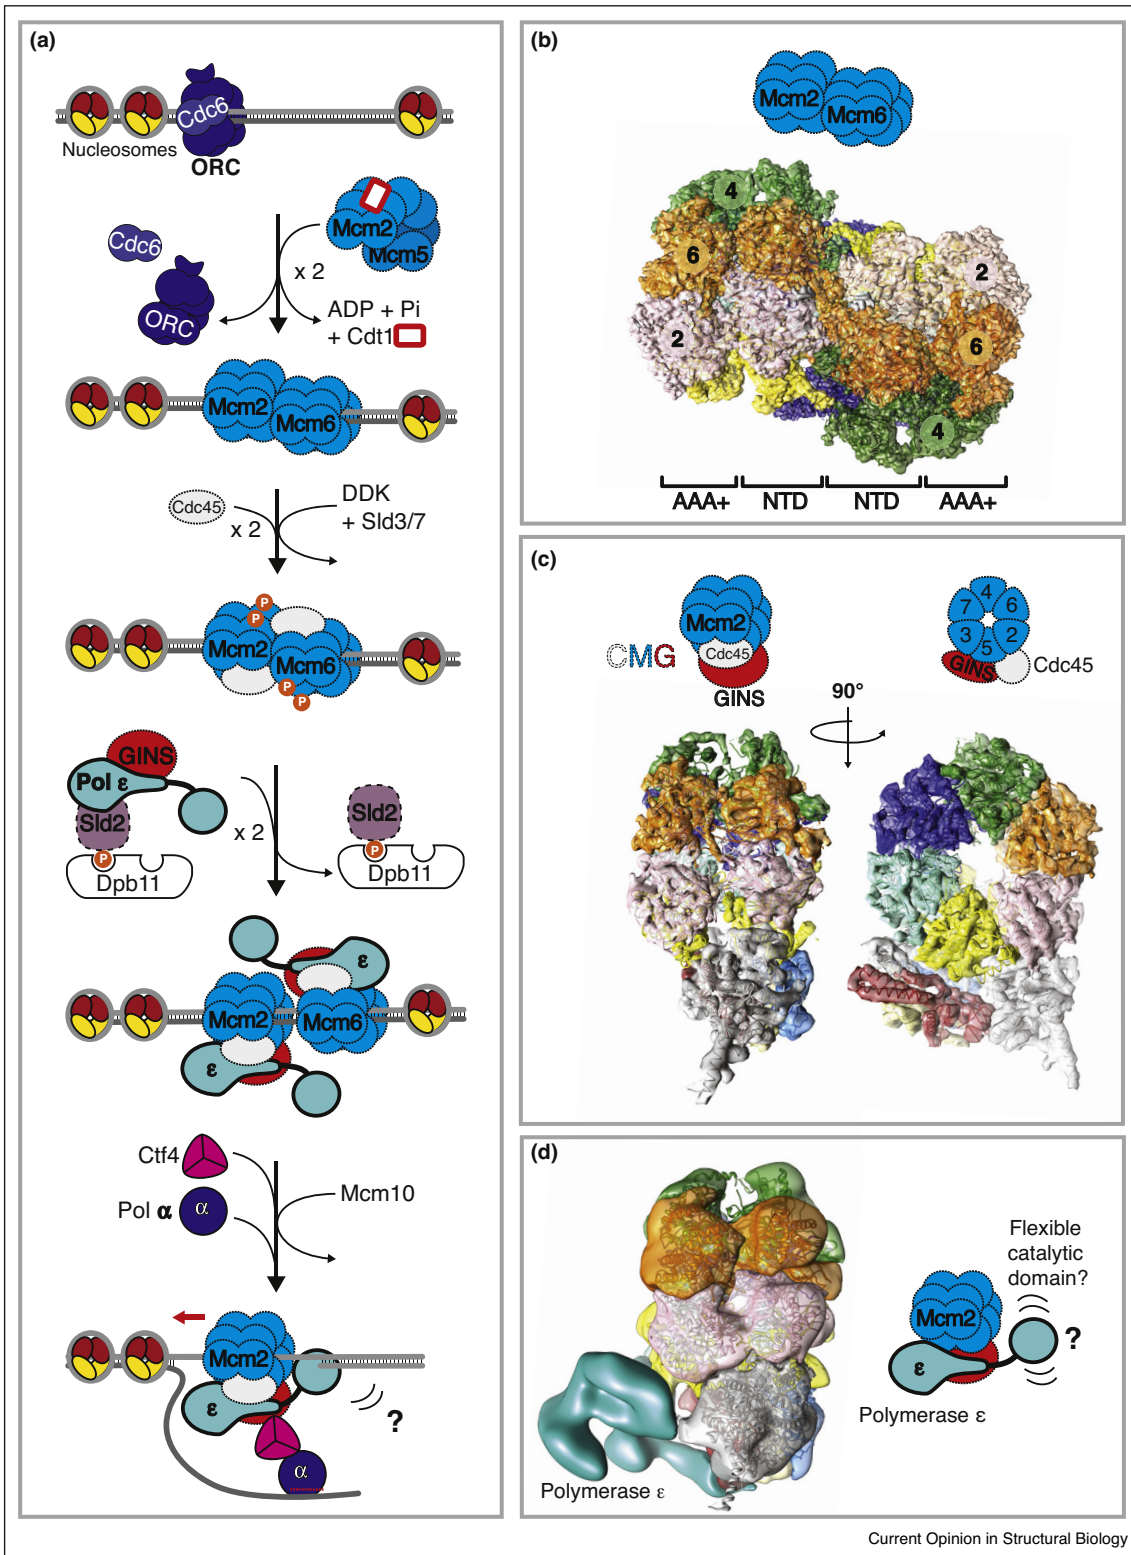 (a)
Cdc6
Nucleosomes
ORC
Mcm2
Mcm5
Cdc6
x 2
ORC
ADP + Pi
+ Cdt1
Mcm2
Mcm6
Cdc45
x 2
DDK
+ Sld3/7
P
P
Mcm2
Mcm6
P
P
GINS
Pol ε
Sld2
P
Dpb11
x 2
Sld2
P
Dpb11
ε
Mcm2
Mcm6
ε
Ctf4
Pol α
α
Mcm10
Mcm2
ε
?
α
(b)
Mcm2
Mcm6
4
6
2
2
6
4
AAA+
NTD
NTD
AAA+
(c)
Mcm2
Cdc45
CMG
GINS
4
7
6
3
2
5
GINS
Cdc45
90°
(d)
Polymerase ε
Flexible
catalytic
domain?
Mcm2
ε
?
Polymerase ε
Current Opinion in Structural Biology